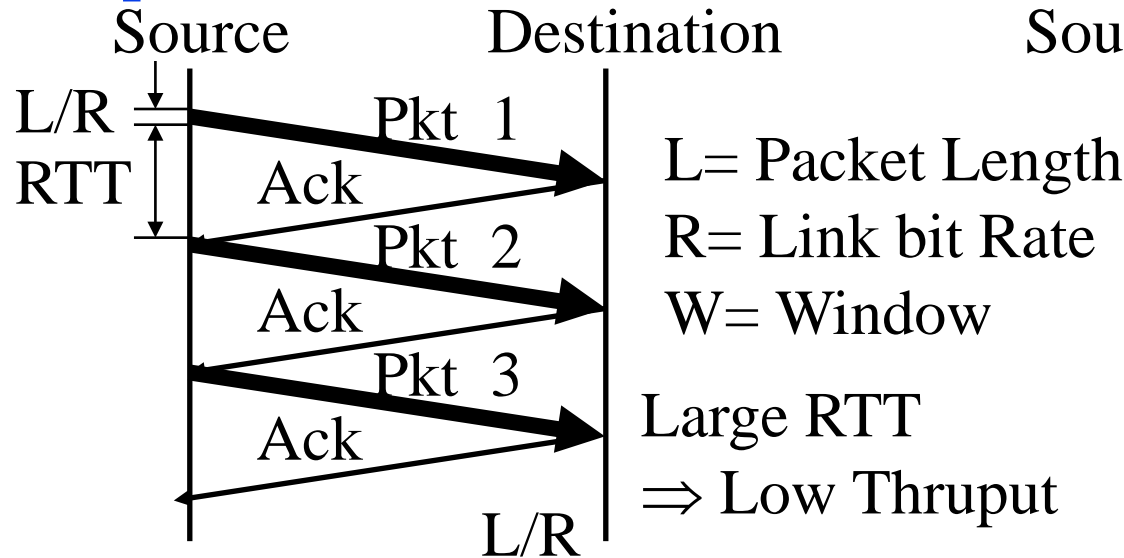 Source Destination Sou
L/R
RTT
Pkt 1
Ack
Pkt 2
Ack
Pkt 3
Ack
L= Packet Length
R= Link bit Rate
W= Window
Large RTT
⇒ Low Thruput
L/R